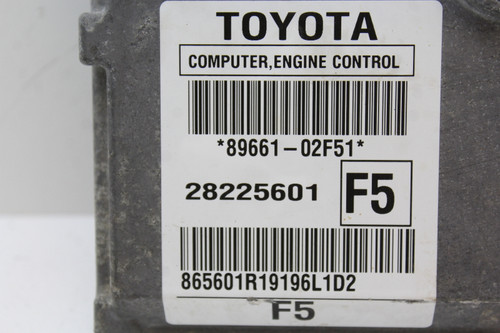 TOYOTA
COMPUTER,ENGINE CONTROL
*89661-02F51*
28225601 F5
865601R19196L1D2
F5